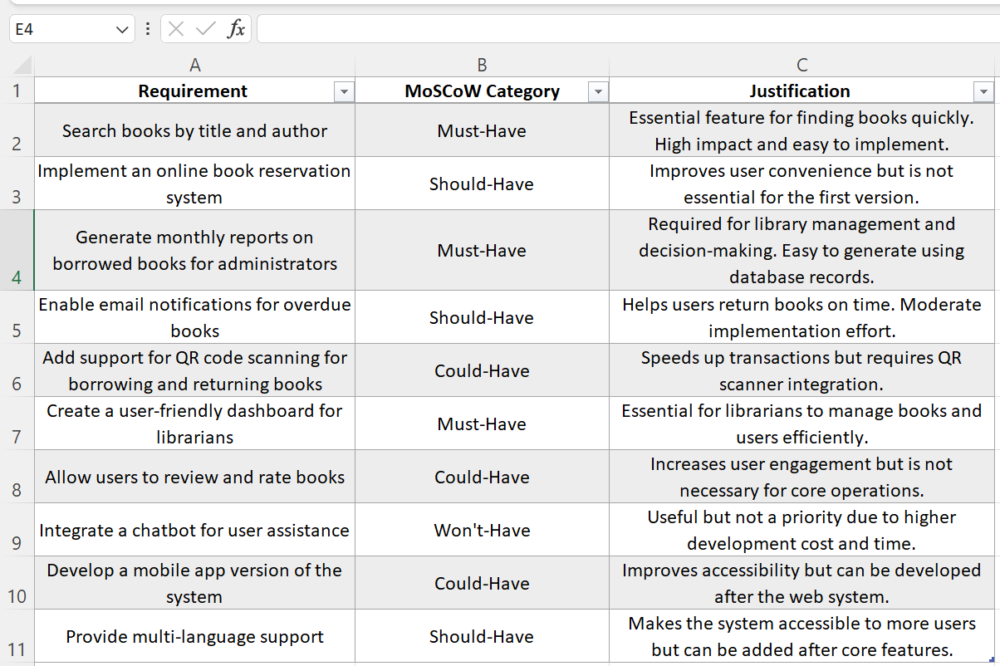 E4
fx
A B C
1 Requirement MoSCoW Category Justification
2 Search books by title and author Must-Have Essential feature for finding books quickly.
High impact and easy to implement.
3 Implement an online book reservation
system Should-Have Improves user convenience but is not
essential for the first version.
4 Generate monthly reports on
borrowed books for administrators Must-Have Required for library management and
decision-making. Easy to generate using
database records.
5 Enable email notifications for overdue
books Should-Have Helps users return books on time. Moderate
implementation effort.
6 Add support for QR code scanning for
borrowing and returning books Could-Have Speeds up transactions but requires QR
scanner integration.
7 Create a user-friendly dashboard for
librarians Must-Have Essential for librarians to manage books and
users efficiently.
8 Allow users to review and rate books Could-Have Increases user engagement but is not
necessary for core operations.
9 Integrate a chatbot for user assistance Won't-Have Useful but not a priority due to higher
development cost and time.
10 Develop a mobile app version of the
system Could-Have Improves accessibility but can be developed
after the web system.
11 Provide multi-language support Should-Have Makes the system accessible to more users
but can be added after core features.